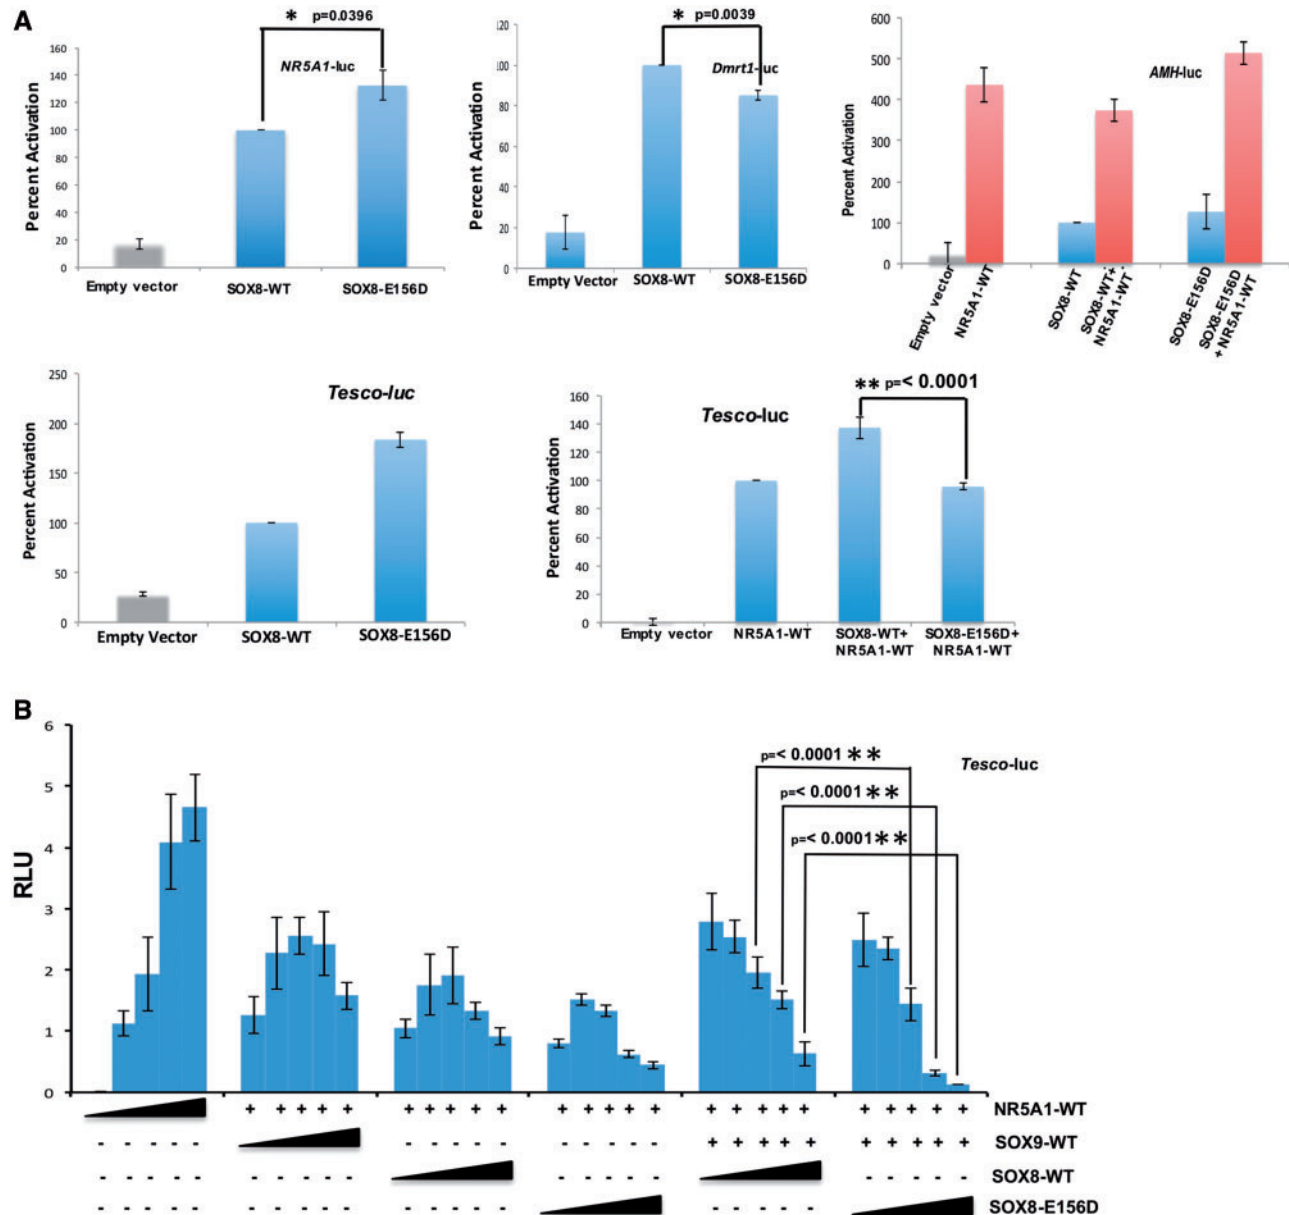 A
* p=0.0396
NR5A1-luc
Percent Activation
160
140
120
100
80
60
40
20
0
Empty vector
SOX8-WT
SOX8-E156D
* p=0.0039
Dmrt1-luc
Percent Activation
120
100
80
60
40
20
0
Empty Vector
SOX8-WT
SOX8-E156D
AMH-luc
Percent Activation
600
500
400
300
200
100
0
Empty vector
NR5A1-WT
SOX8-WT
SOX8-WT+
NR5A1-WT
SOX8-E156D
SOX8-E156D
+ NR5A1-WT
Tesco-luc
Percent Activation
250
200
150
100
50
0
Empty Vector
SOX8-WT
SOX8-E156D
** p=< 0.0001
Tesco-luc
Percent Activation
160
140
120
100
80
60
40
20
0
Empty vector
NR5A1-WT
SOX8-WT+
NR5A1-WT
SOX8-E156D+
NR5A1-WT
B
RLU
6
5
4
3
2
1
0
p=< 0.0001 **
p=< 0.0001 **
p=< 0.0001 **
Tesco-luc
+ + + + + + + + + + + + + + + + + + + + + + + + + NR5A1-WT
- - - - - - - - - - - - - - - + + + + + + + + + + SOX9-WT
- - - - - - - - - - - - - - - - - - - - SOX8-WT
- - - - - - - - - - - - - - - - - - - - SOX8-E156D